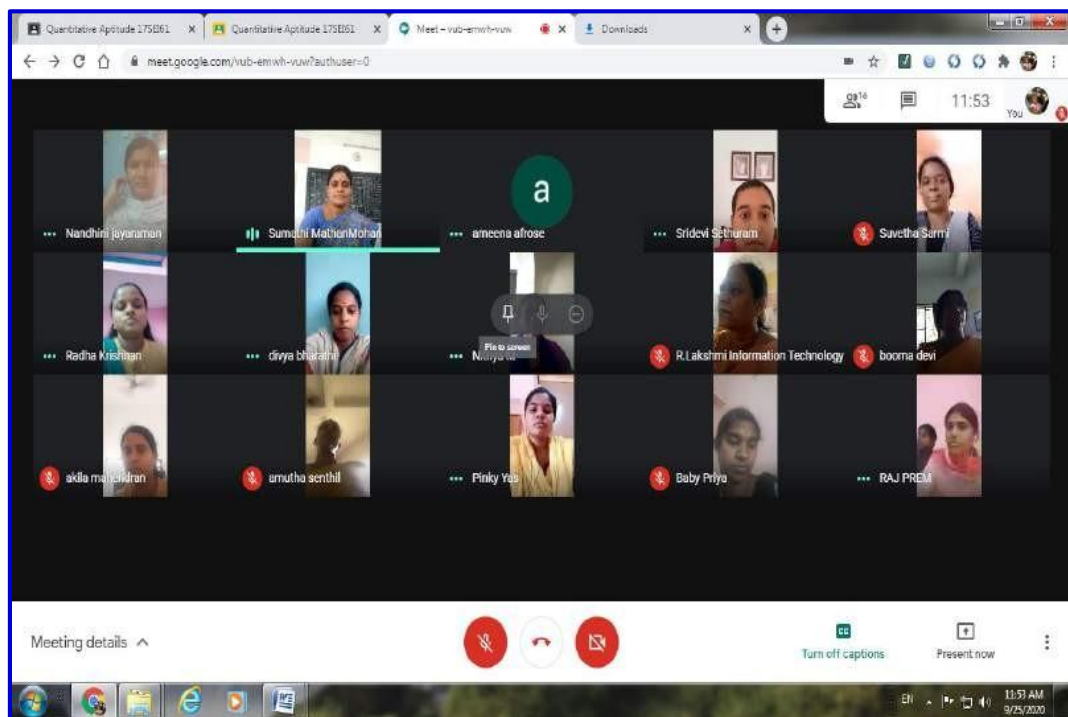 Quantitative Aptitude 17SEI61
Quantitative Aptitude 17SEI61
Meet – vub-emwh-vuw
Downloads
meet.google.com/vub-emwh-vuw?authuser=0
16
11:53
You
a
Nandhini jayaraman
Sumathi MathanMohan
ameena afrose
Sridevi Sethuram
Suvetha Sarmi
Pin to screen
Radha Krishnan
divya bharathi
R.Lakshmi Information Technology
booma devi
akila mahendran
amutha senthil
Pinky Yas
Baby Priya
RAJ PREM
Meeting details
Turn off captions
Present now
EN
11:53 AM
9/25/2020